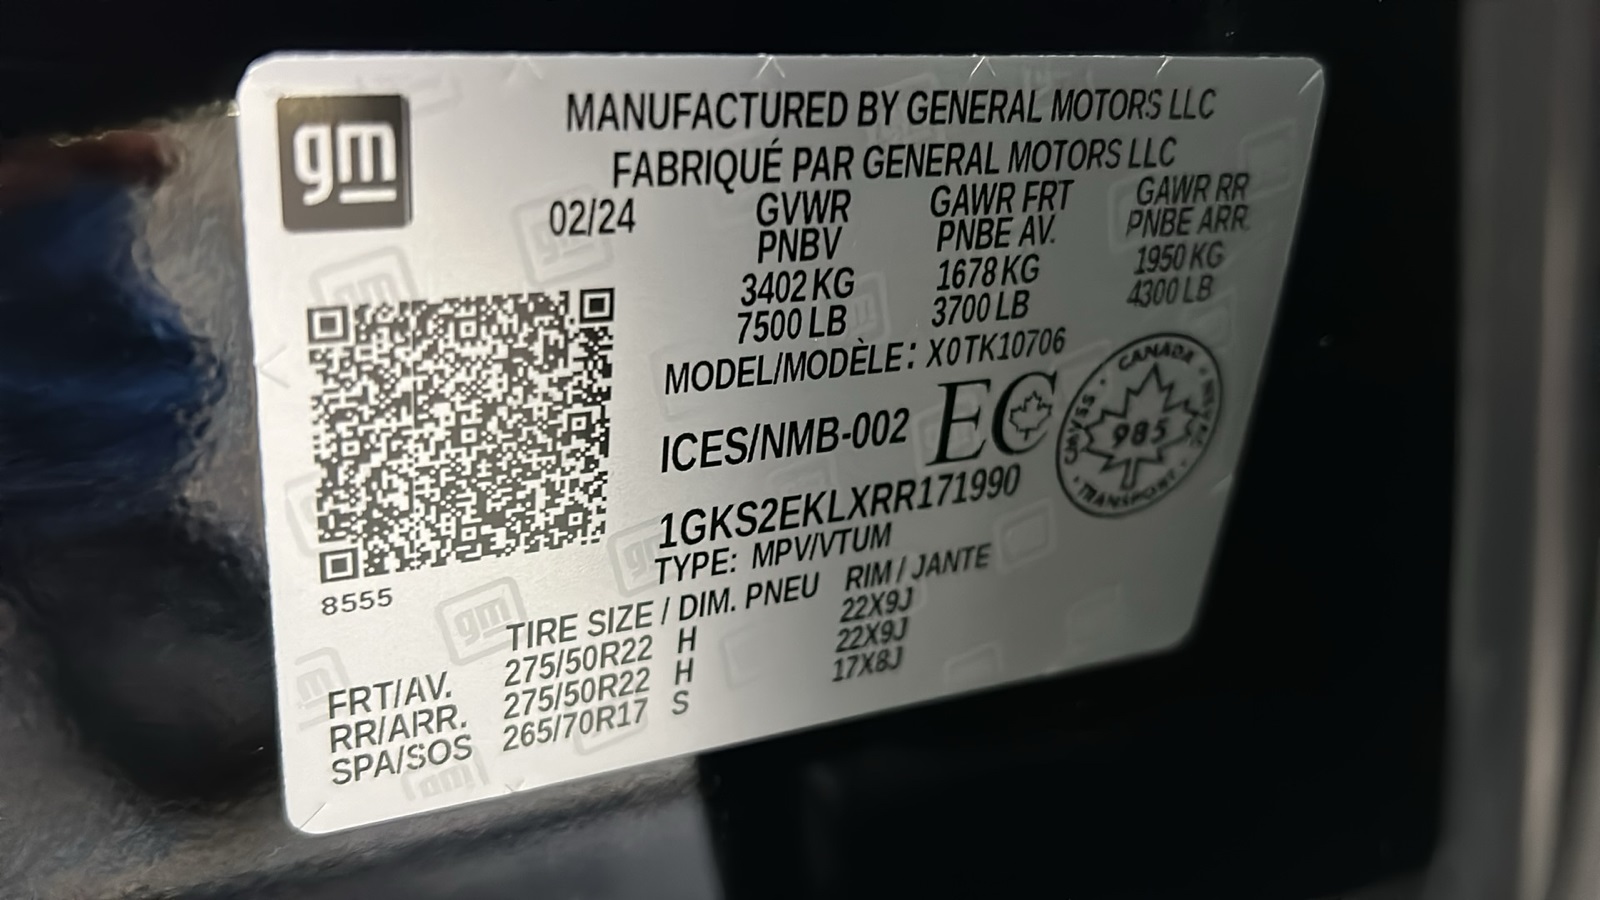 gm
MANUFACTURED BY GENERAL MOTORS LLC
FABRIQUÉ PAR GENERAL MOTORS LLC
02/24 GVWR GAWR FRT GAWR RR
PNBV PNBE AV. PNBE ARR.
3402 KG 1678 KG 1950 KG
7500 LB 3700 LB 4300 LB
MODEL/MODÈLE: X0TK10706
ICES/NMB-002 EC
CANADA
985
TRANSPORT
1GKS2EKLXRR171990
TYPE: MPV/VTUM
8555
TIRE SIZE / DIM. PNEU RIM / JANTE
FRT/AV. 275/50R22 H 22X9J
RR/ARR. 275/50R22 H 22X9J
SPA/SOS 265/70R17 S 17X8J